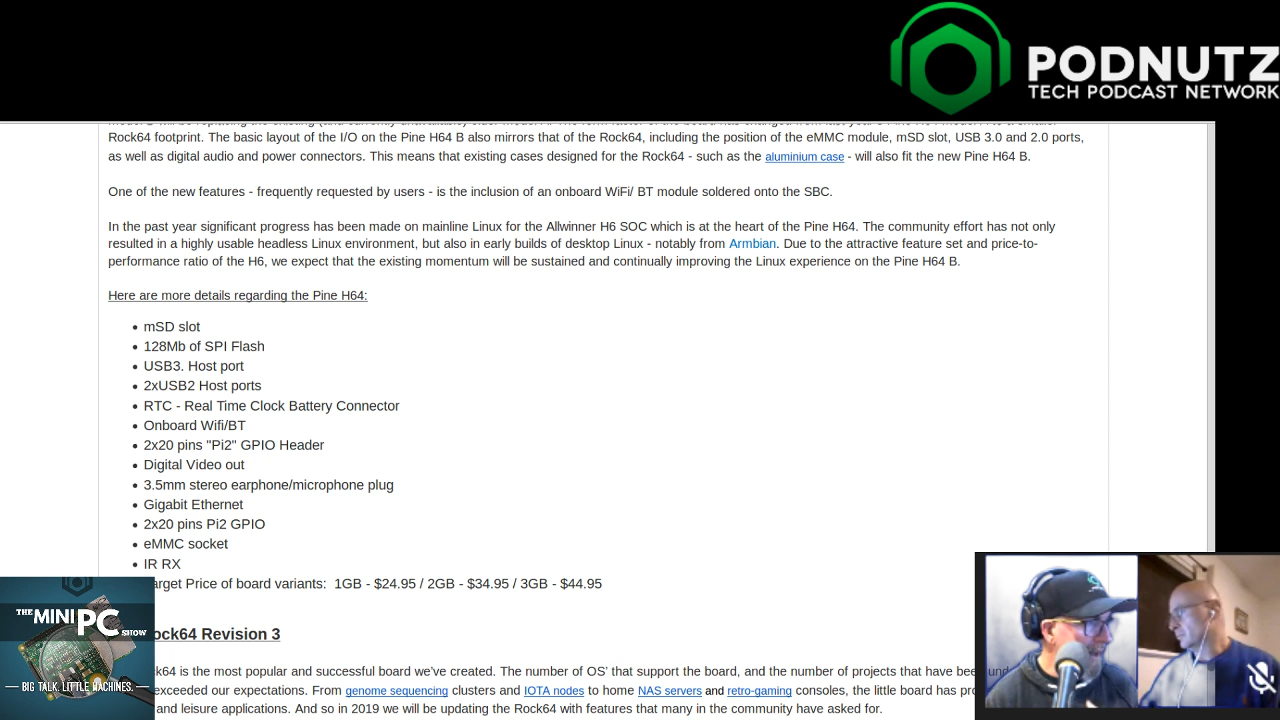 PODNUTZ
TECH PODCAST NETWORK
Rock64 footprint. The basic layout of the I/O on the Pine H64 B also mirrors that of the Rock64, including the position of the eMMC module, mSD slot, USB 3.0 and 2.0 ports,
as well as digital audio and power connectors. This means that existing cases designed for the Rock64 - such as the aluminium case - will also fit the new Pine H64 B.
One of the new features - frequently requested by users - is the inclusion of an onboard WiFi/ BT module soldered onto the SBC.
In the past year significant progress has been made on mainline Linux for the Allwinner H6 SOC which is at the heart of the Pine H64. The community effort has not only
resulted in a highly usable headless Linux environment, but also in early builds of desktop Linux - notably from Armbian. Due to the attractive feature set and price-to-
performance ratio of the H6, we expect that the existing momentum will be sustained and continually improving the Linux experience on the Pine H64 B.
Here are more details regarding the Pine H64:
• mSD slot
• 128Mb of SPI Flash
• USB3. Host port
• 2xUSB2 Host ports
• RTC - Real Time Clock Battery Connector
• Onboard Wifi/BT
• 2x20 pins "Pi2" GPIO Header
• Digital Video out
• 3.5mm stereo earphone/microphone plug
• Gigabit Ethernet
• 2x20 pins Pi2 GPIO
• eMMC socket
• IR RX
arget Price of board variants: 1GB - $24.95 / 2GB - $34.95 / 3GB - $44.95
ock64 Revision 3
k64 is the most popular and successful board we've created. The number of OS' that support the board, and the number of projects that have
exceeded our expectations. From genome sequencing clusters and IOTA nodes to home NAS servers and retro-gaming consoles, the little board has
and leisure applications. And so in 2019 we will be updating the Rock64 with features that many in the community have asked for.
THE MINI PC SHOW
BIG TALK. LITTLE MACHINES.